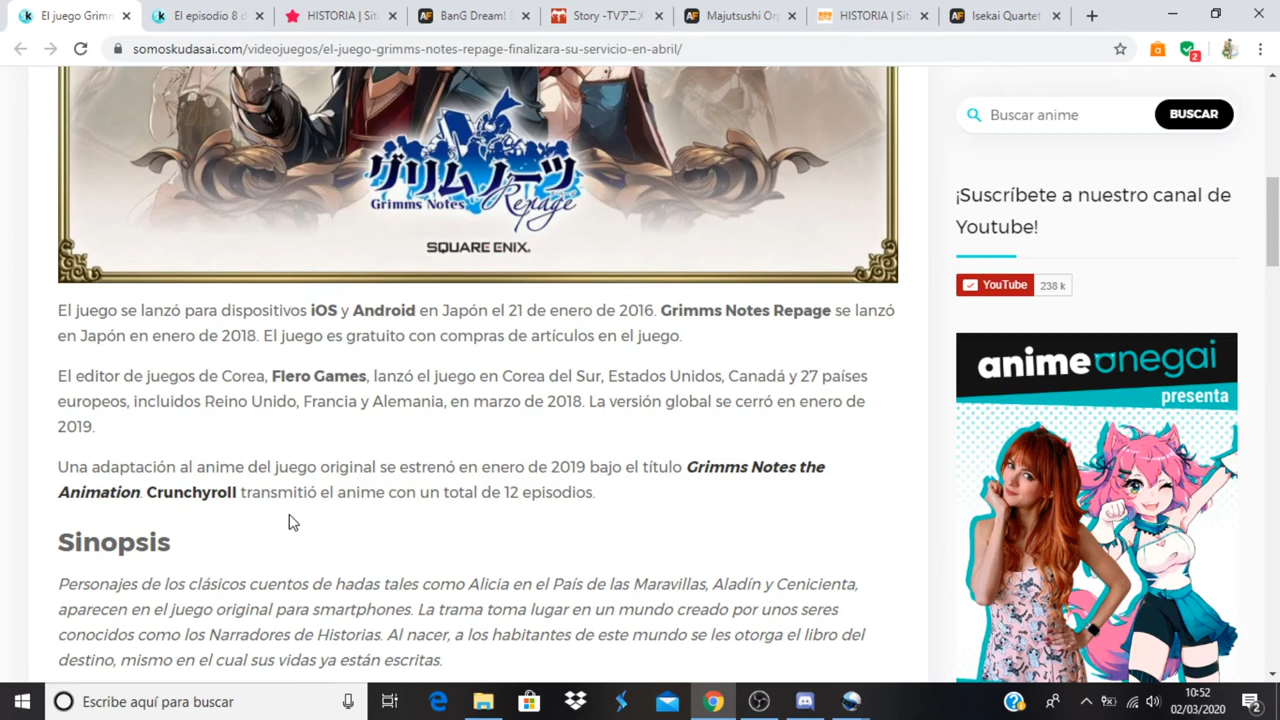 El juego Grimm
El episodio 8 d
HISTORIA | Siti
BanG Dream! 3
Story -TVアニメ
Majutsushi Orp
HISTORIA | Siti
Isekai Quartet
somoskudasai.com/videojuegos/el-juego-grimms-notes-repage-finalizara-su-servicio-en-abril/
2
グリムノーツ
Grimms Notes Repage
SQUARE ENIX.
El juego se lanzó para dispositivos iOS y Android en Japón el 21 de enero de 2016. Grimms Notes Repage se lanzó
en Japón en enero de 2018. El juego es gratuito con compras de artículos en el juego.
El editor de juegos de Corea, Flero Games, lanzó el juego en Corea del Sur, Estados Unidos, Canadá y 27 países
europeos, incluidos Reino Unido, Francia y Alemania, en marzo de 2018. La versión global se cerró en enero de
2019.
Una adaptación al anime del juego original se estrenó en enero de 2019 bajo el título Grimms Notes the
Animation. Crunchyroll transmitió el anime con un total de 12 episodios.
Sinopsis
Personajes de los clásicos cuentos de hadas tales como Alicia en el País de las Maravillas, Aladín y Cenicienta,
aparecen en el juego original para smartphones. La trama toma lugar en un mundo creado por unos seres
conocidos como los Narradores de Historias. Al nacer, a los habitantes de este mundo se les otorga el libro del
destino, mismo en el cual sus vidas ya están escritas.
Buscar anime
BUSCAR
¡Suscríbete a nuestro canal de
Youtube!
YouTube 238 k
anime onegai
presenta
Escribe aquí para buscar
10:52
02/03/2020
2